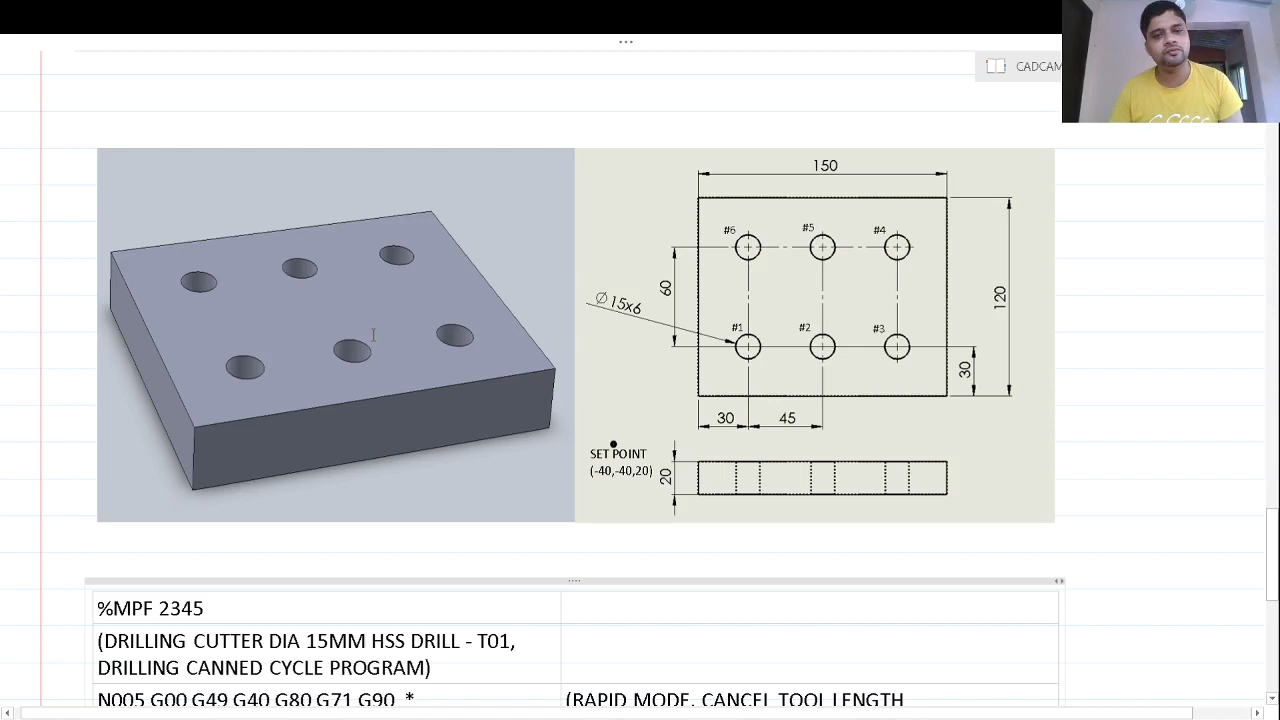 CADCAM
150
#6
#5
#4
60
120
∅ 15x6
#1
#2
#3
30
30
45
SET POINT
(-40,-40,20)
20
%MPF 2345
(DRILLING CUTTER DIA 15MM HSS DRILL - T01,
DRILLING CANNED CYCLE PROGRAM)
N005 G00 G49 G40 G80 G71 G90 *
(RAPID MODE, CANCEL TOOL LENGTH